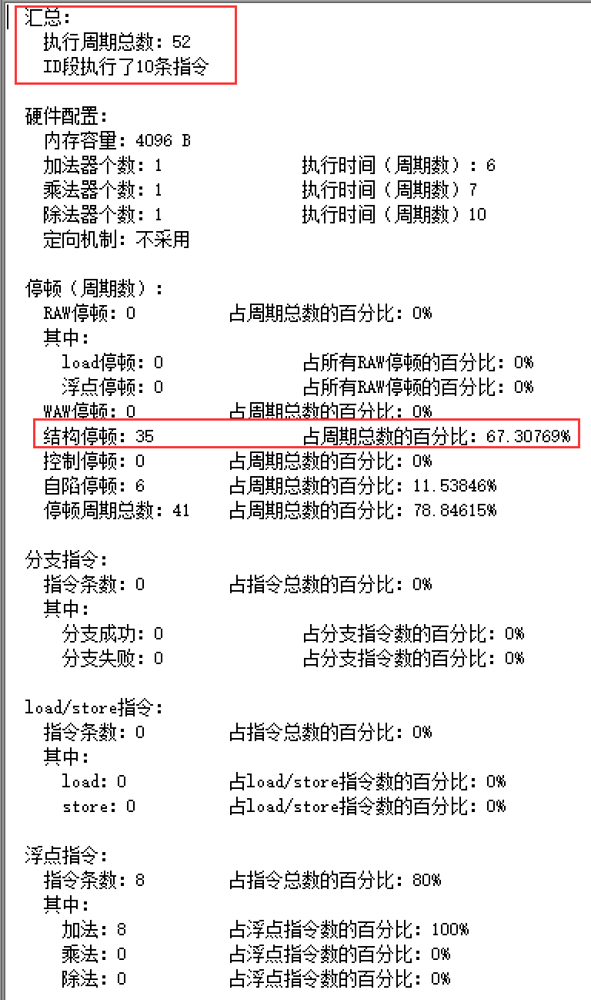 汇总：
执行周期总数：52
ID段执行了10条指令
硬件配置：
内存容量：4096 B
加法器个数：1 执行时间（周期数）：6
乘法器个数：1 执行时间（周期数）7
除法器个数：1 执行时间（周期数）10
定向机制：不采用
停顿（周期数）：
RAW停顿：0 占周期总数的百分比：0%
其中：
load停顿：0 占所有RAW停顿的百分比：0%
浮点停顿：0 占所有RAW停顿的百分比：0%
WAW停顿：0 占周期总数的百分比：0%
结构停顿：35 占周期总数的百分比：67.30769%
控制停顿：0 占周期总数的百分比：0%
自陷停顿：6 占周期总数的百分比：11.53846%
停顿周期总数：41 占周期总数的百分比：78.84615%
分支指令：
指令条数：0 占指令总数的百分比：0%
其中：
分支成功：0 占分支指令数的百分比：0%
分支失败：0 占分支指令数的百分比：0%
load/store指令：
指令条数：0 占指令总数的百分比：0%
其中：
load：0 占load/store指令数的百分比：0%
store：0 占load/store指令数的百分比：0%
浮点指令：
指令条数：8 占指令总数的百分比：80%
其中：
加法：8 占浮点指令数的百分比：100%
乘法：0 占浮点指令数的百分比：0%
除法：0 占浮点指令数的百分比：0%